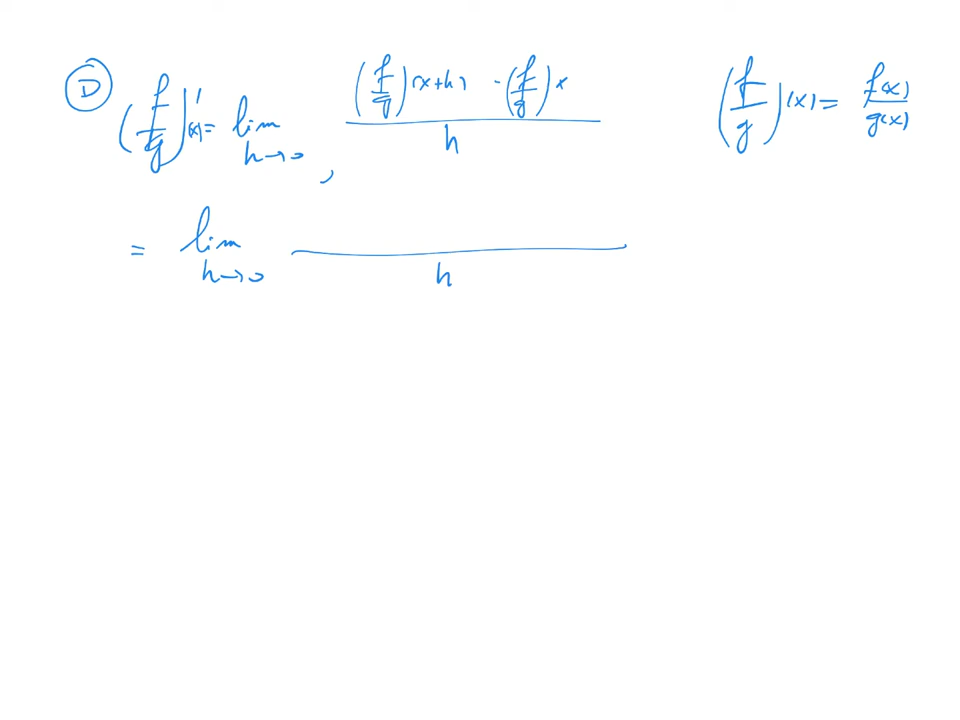 D (f/g)'(x) = lim h→0 ((f/g)(x+h) - (f/g)x)/h , (f/g)(x) = f(x)/g(x)
= lim h→0 /h